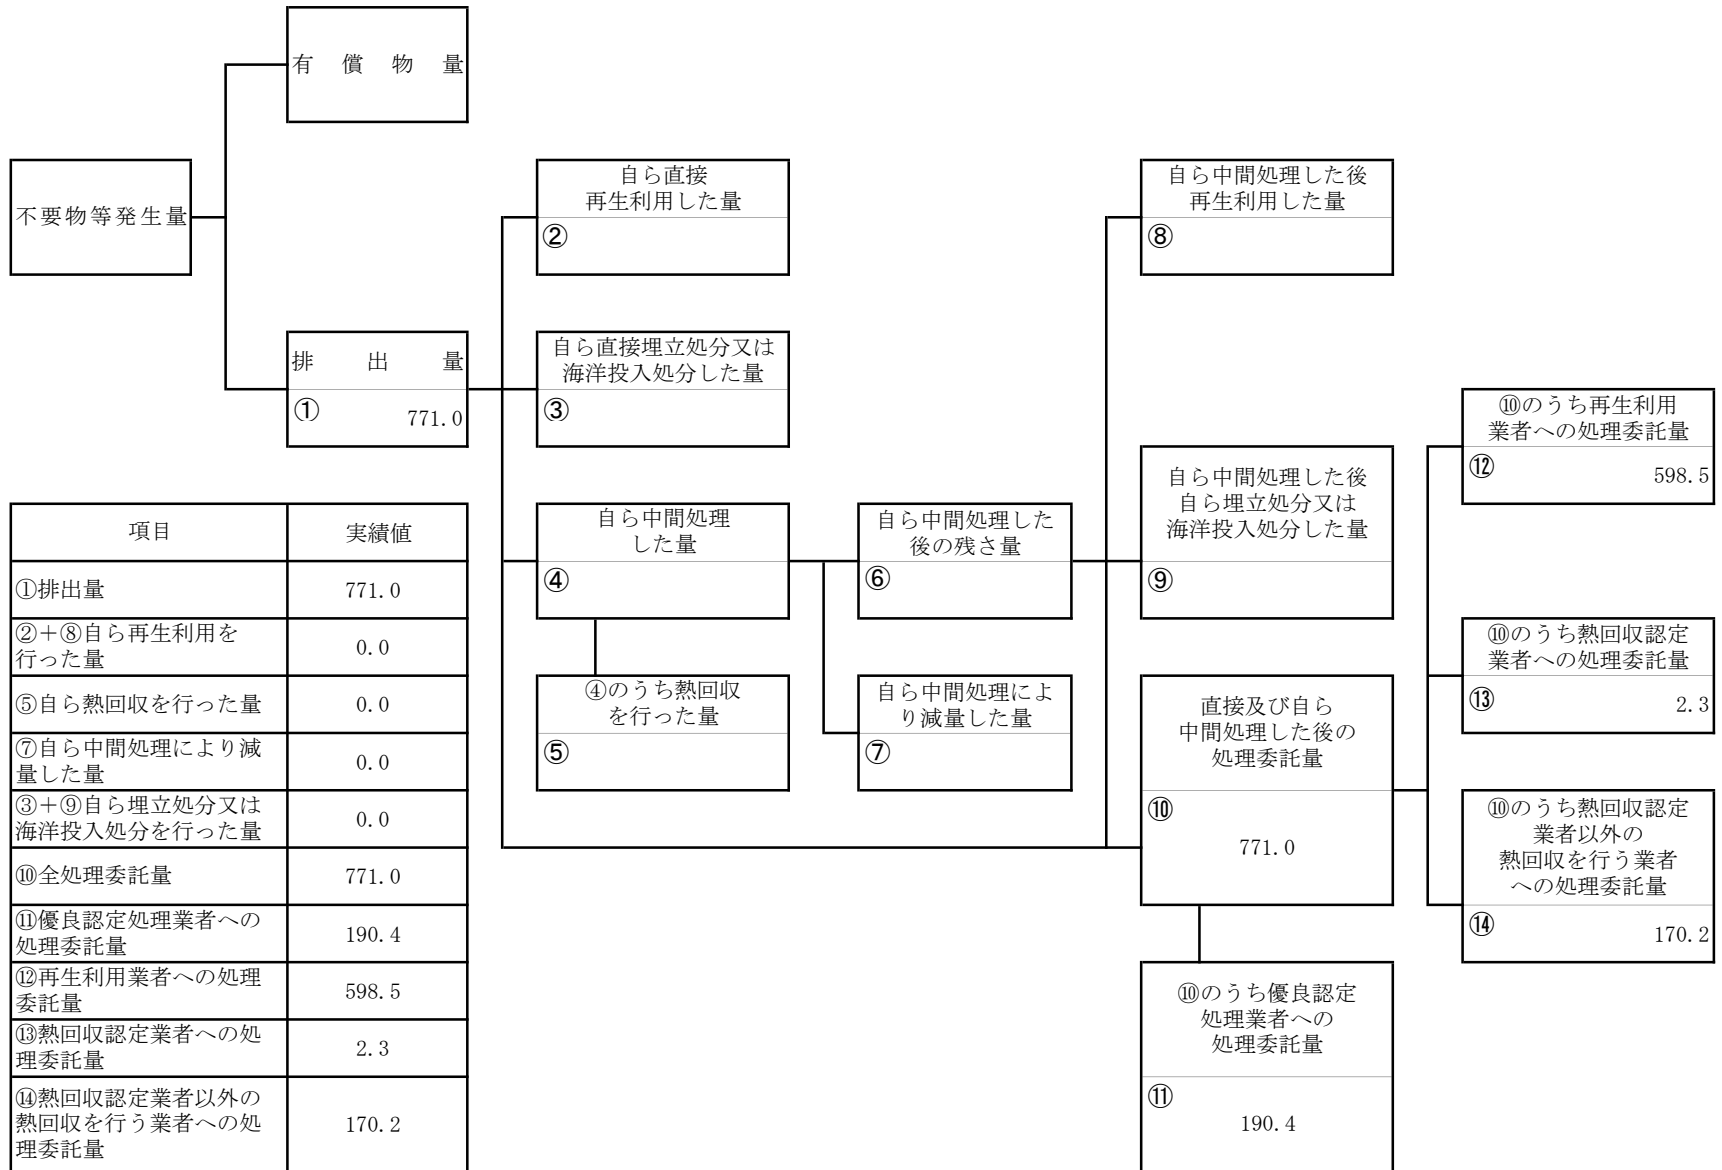 有償物量
不要物等発生量
排出量
①
771.0
自ら直接
再生利用した量
②
自ら直接埋立処分又は
海洋投入処分した量
③
自ら中間処理
した量
④
④のうち熱回収
を行った量
⑤
自ら中間処理した
後の残さ量
⑥
自ら中間処理によ
り減量した量
⑦
自ら中間処理した後
再生利用した量
⑧
自ら中間処理した後
自ら埋立処分又は
海洋投入処分した量
⑨
直接及び自ら
中間処理した後の
処理委託量
⑩
771.0
⑩のうち優良認定
処理業者への
処理委託量
⑪
190.4
⑩のうち再生利用
業者への処理委託量
⑫
598.5
⑩のうち熱回収認定
業者への処理委託量
⑬
2.3
⑩のうち熱回収認定
業者以外の
熱回収を行う業者
への処理委託量
⑭
170.2
項目 実績値
①排出量 771.0
②+⑧自ら再生利用を
行った量 0.0
⑤自ら熱回収を行った量 0.0
⑦自ら中間処理により減
量した量 0.0
③+⑨自ら埋立処分又は
海洋投入処分を行った量 0.0
⑩全処理委託量 771.0
⑪優良認定処理業者への
処理委託量 190.4
⑫再生利用業者への処理
委託量 598.5
⑬熱回収認定業者への処
理委託量 2.3
⑭熱回収認定業者以外の
熱回収を行う業者への処
理委託量 170.2